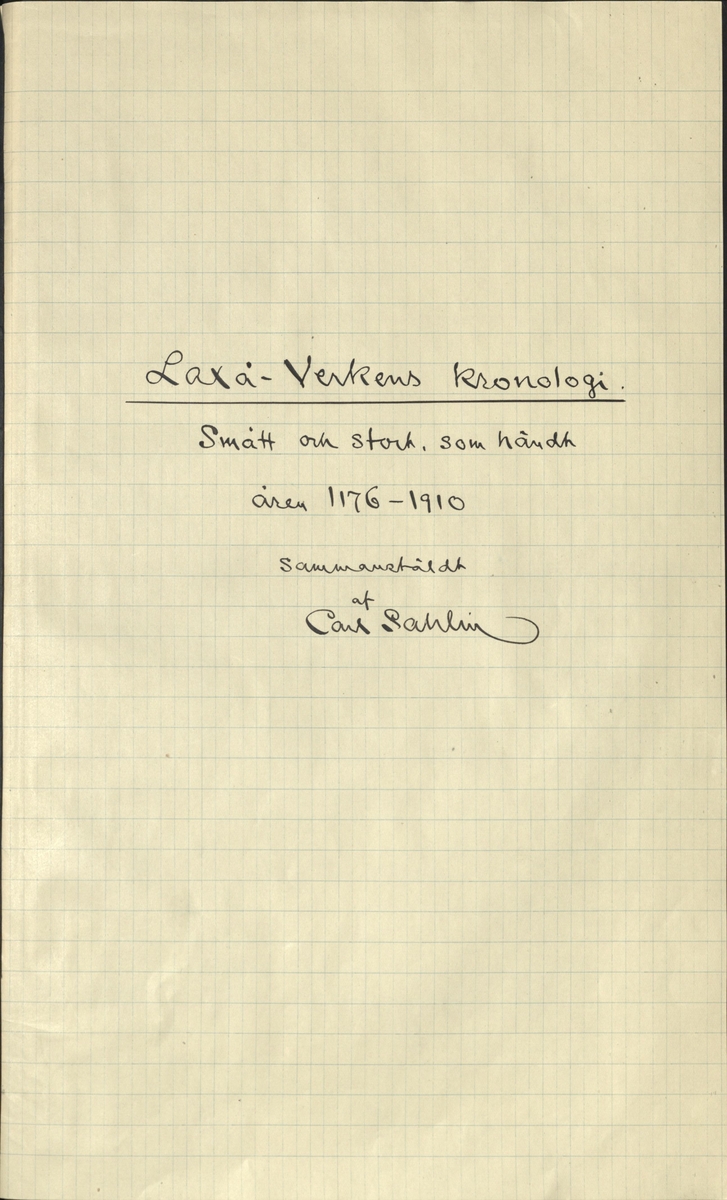 Laxå-Verkens kronologi.
Smått och stort, som händt
åren 1176-1910
Sammanstäldt
af
Carl Sahlin